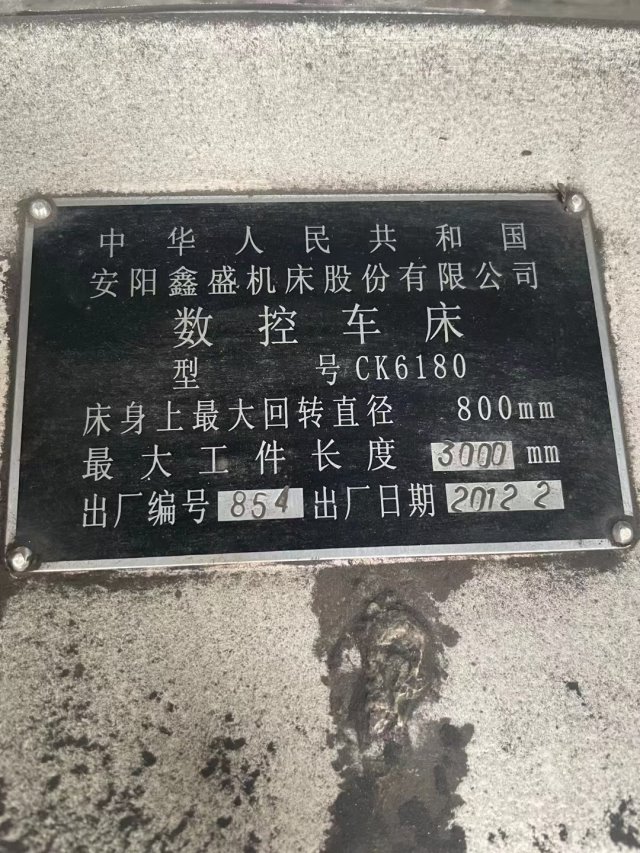 中华人民共和国
安阳鑫盛机床股份有限公司
数控车床
型号CK6180
床身上最大回转直径 800mm
最大工件长度 3000 mm
出厂编号 854 出厂日期 2012 2